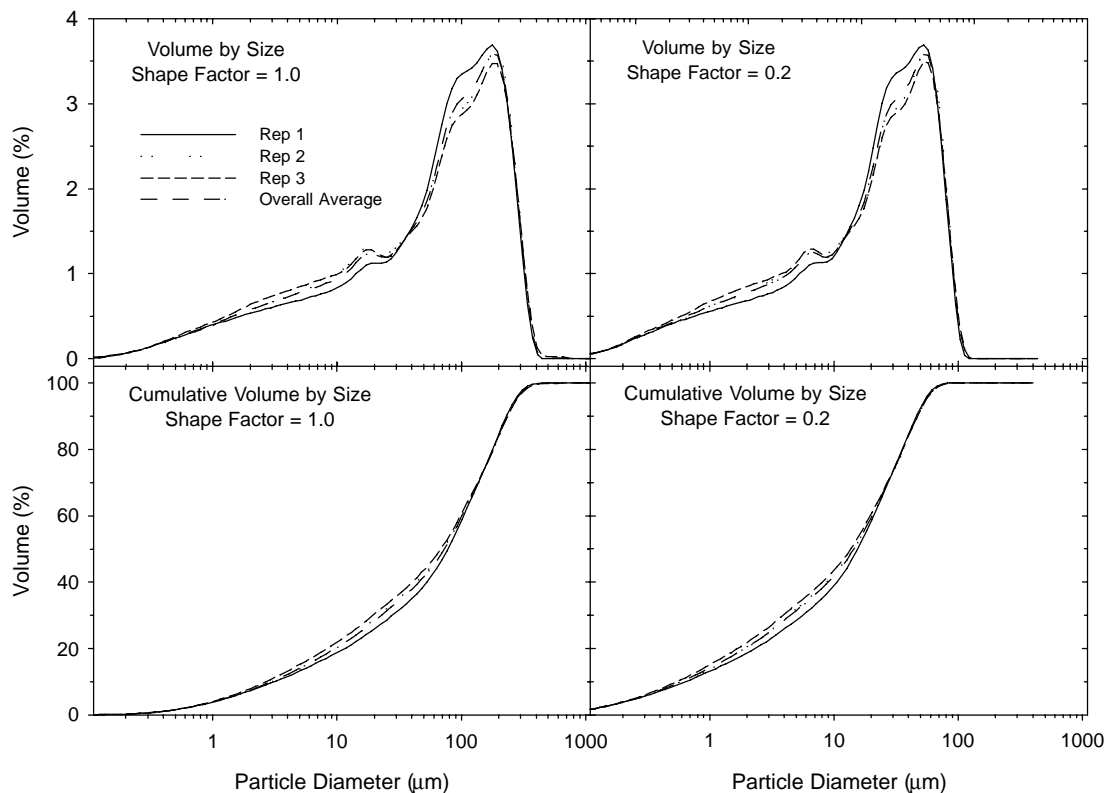 4
3
2
1
0
Volume (%)
Volume by Size
Shape Factor = 1.0
Rep 1
Rep 2
Rep 3
Overall Average
Volume by Size
Shape Factor = 0.2
100
80
60
40
20
0
Volume (%)
Cumulative Volume by Size
Shape Factor = 1.0
Cumulative Volume by Size
Shape Factor = 0.2
1 10 100 1000
1 10 100 1000
Particle Diameter (μm)
Particle Diameter (μm)